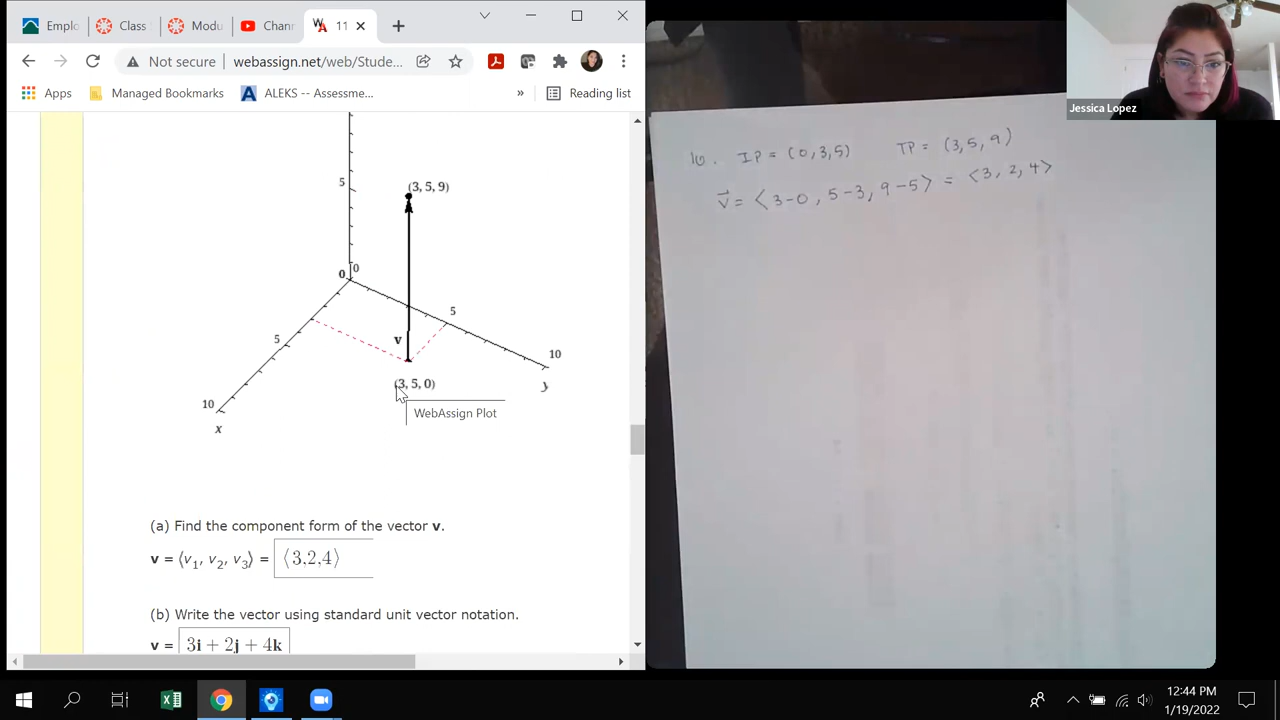 Emplo
Class
Modu
Chann
11
Not secure
webassign.net/web/Stude...
Apps
Managed Bookmarks
ALEKS -- Assessme...
»
Reading list
5
(3, 5, 9)
0
0
5
5
v
10
(3, 5, 0)
y
10
x
WebAssign Plot
(a) Find the component form of the vector v.
v = ⟨v1, v2, v3⟩ = ⟨3,2,4⟩
(b) Write the vector using standard unit vector notation.
v = 3i + 2j + 4k
10. IP = (0,3,5) TP = (3,5,9)
v⃗ = ⟨3-0, 5-3, 9-5⟩ = ⟨3, 2, 4⟩
Jessica Lopez
12:44 PM
1/19/2022